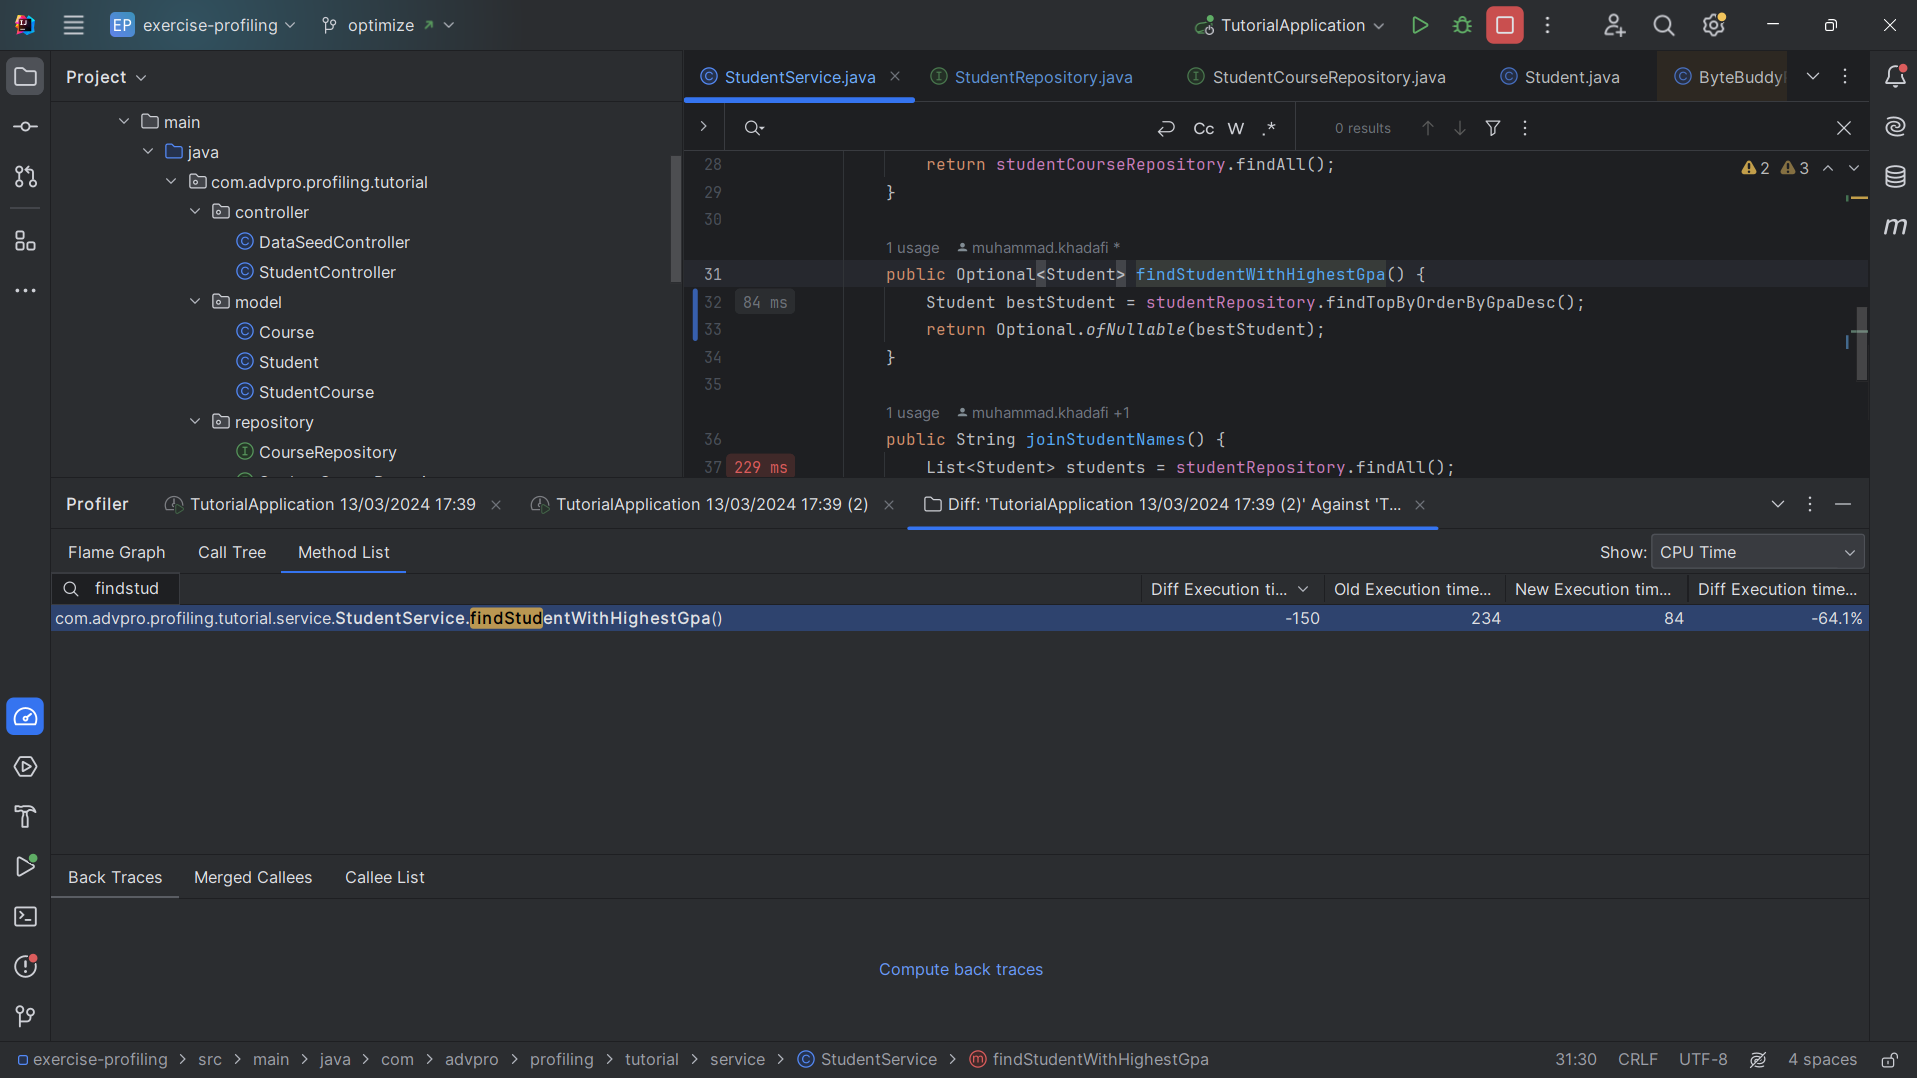 EP exercise-profiling optimize TutorialApplication
Project
main
java
com.advpro.profiling.tutorial
controller
DataSeedController
StudentController
model
Course
Student
StudentCourse
repository
CourseRepository
StudentService.java StudentRepository.java StudentCourseRepository.java Student.java ByteBuddyI
Cc W .* 0 results
2 3
28 return studentCourseRepository.findAll();
29 }
30
1 usage muhammad.khadafi *
31 public Optional<Student> findStudentWithHighestGpa() {
32 84 ms Student bestStudent = studentRepository.findTopByOrderByGpaDesc();
33 return Optional.ofNullable(bestStudent);
34 }
35
1 usage muhammad.khadafi +1
36 public String joinStudentNames() {
37 229 ms List<Student> students = studentRepository.findAll();
Profiler TutorialApplication 13/03/2024 17:39 TutorialApplication 13/03/2024 17:39 (2) Diff: 'TutorialApplication 13/03/2024 17:39 (2)' Against 'T...
Flame Graph Call Tree Method List Show: CPU Time
findstud Diff Execution ti... Old Execution time... New Execution tim... Diff Execution time...
com.advpro.profiling.tutorial.service.StudentService.findStudentWithHighestGpa() -150 234 84 -64.1%
Back Traces Merged Callees Callee List
Compute back traces
exercise-profiling > src > main > java > com > advpro > profiling > tutorial > service > StudentService > findStudentWithHighestGpa 31:30 CRLF UTF-8 4 spaces